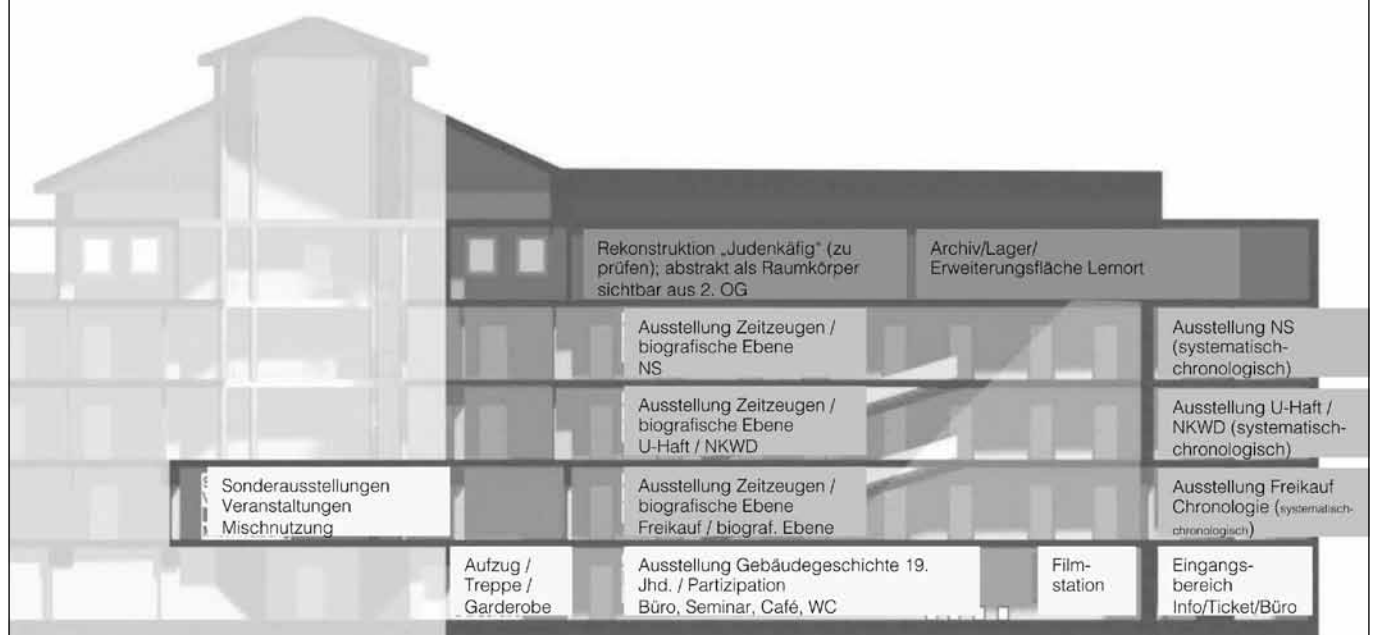 Rekonstruktion „Judenkäfig“ (zu
prüfen); abstrakt als Raumkörper
sichtbar aus 2. OG
Archiv/Lager/
Erweiterungsfläche Lernort
Ausstellung Zeitzeugen /
biografische Ebene
NS
Ausstellung NS
(systematisch-
chronologisch)
Ausstellung Zeitzeugen /
biografische Ebene
U-Haft / NKWD
Ausstellung U-Haft /
NKWD (systematisch-
chronologisch)
Sonderausstellungen
Veranstaltungen
Mischnutzung
Ausstellung Zeitzeugen /
biografische Ebene
Freikauf / biograf. Ebene
Ausstellung Freikauf
Chronologie (systematisch-
chronologisch)
Aufzug /
Treppe /
Garderobe
Ausstellung Gebäudegeschichte 19.
Jhd. / Partizipation
Büro, Seminar, Café, WC
Film-
station
Eingangs-
bereich
Info/Ticket/Büro